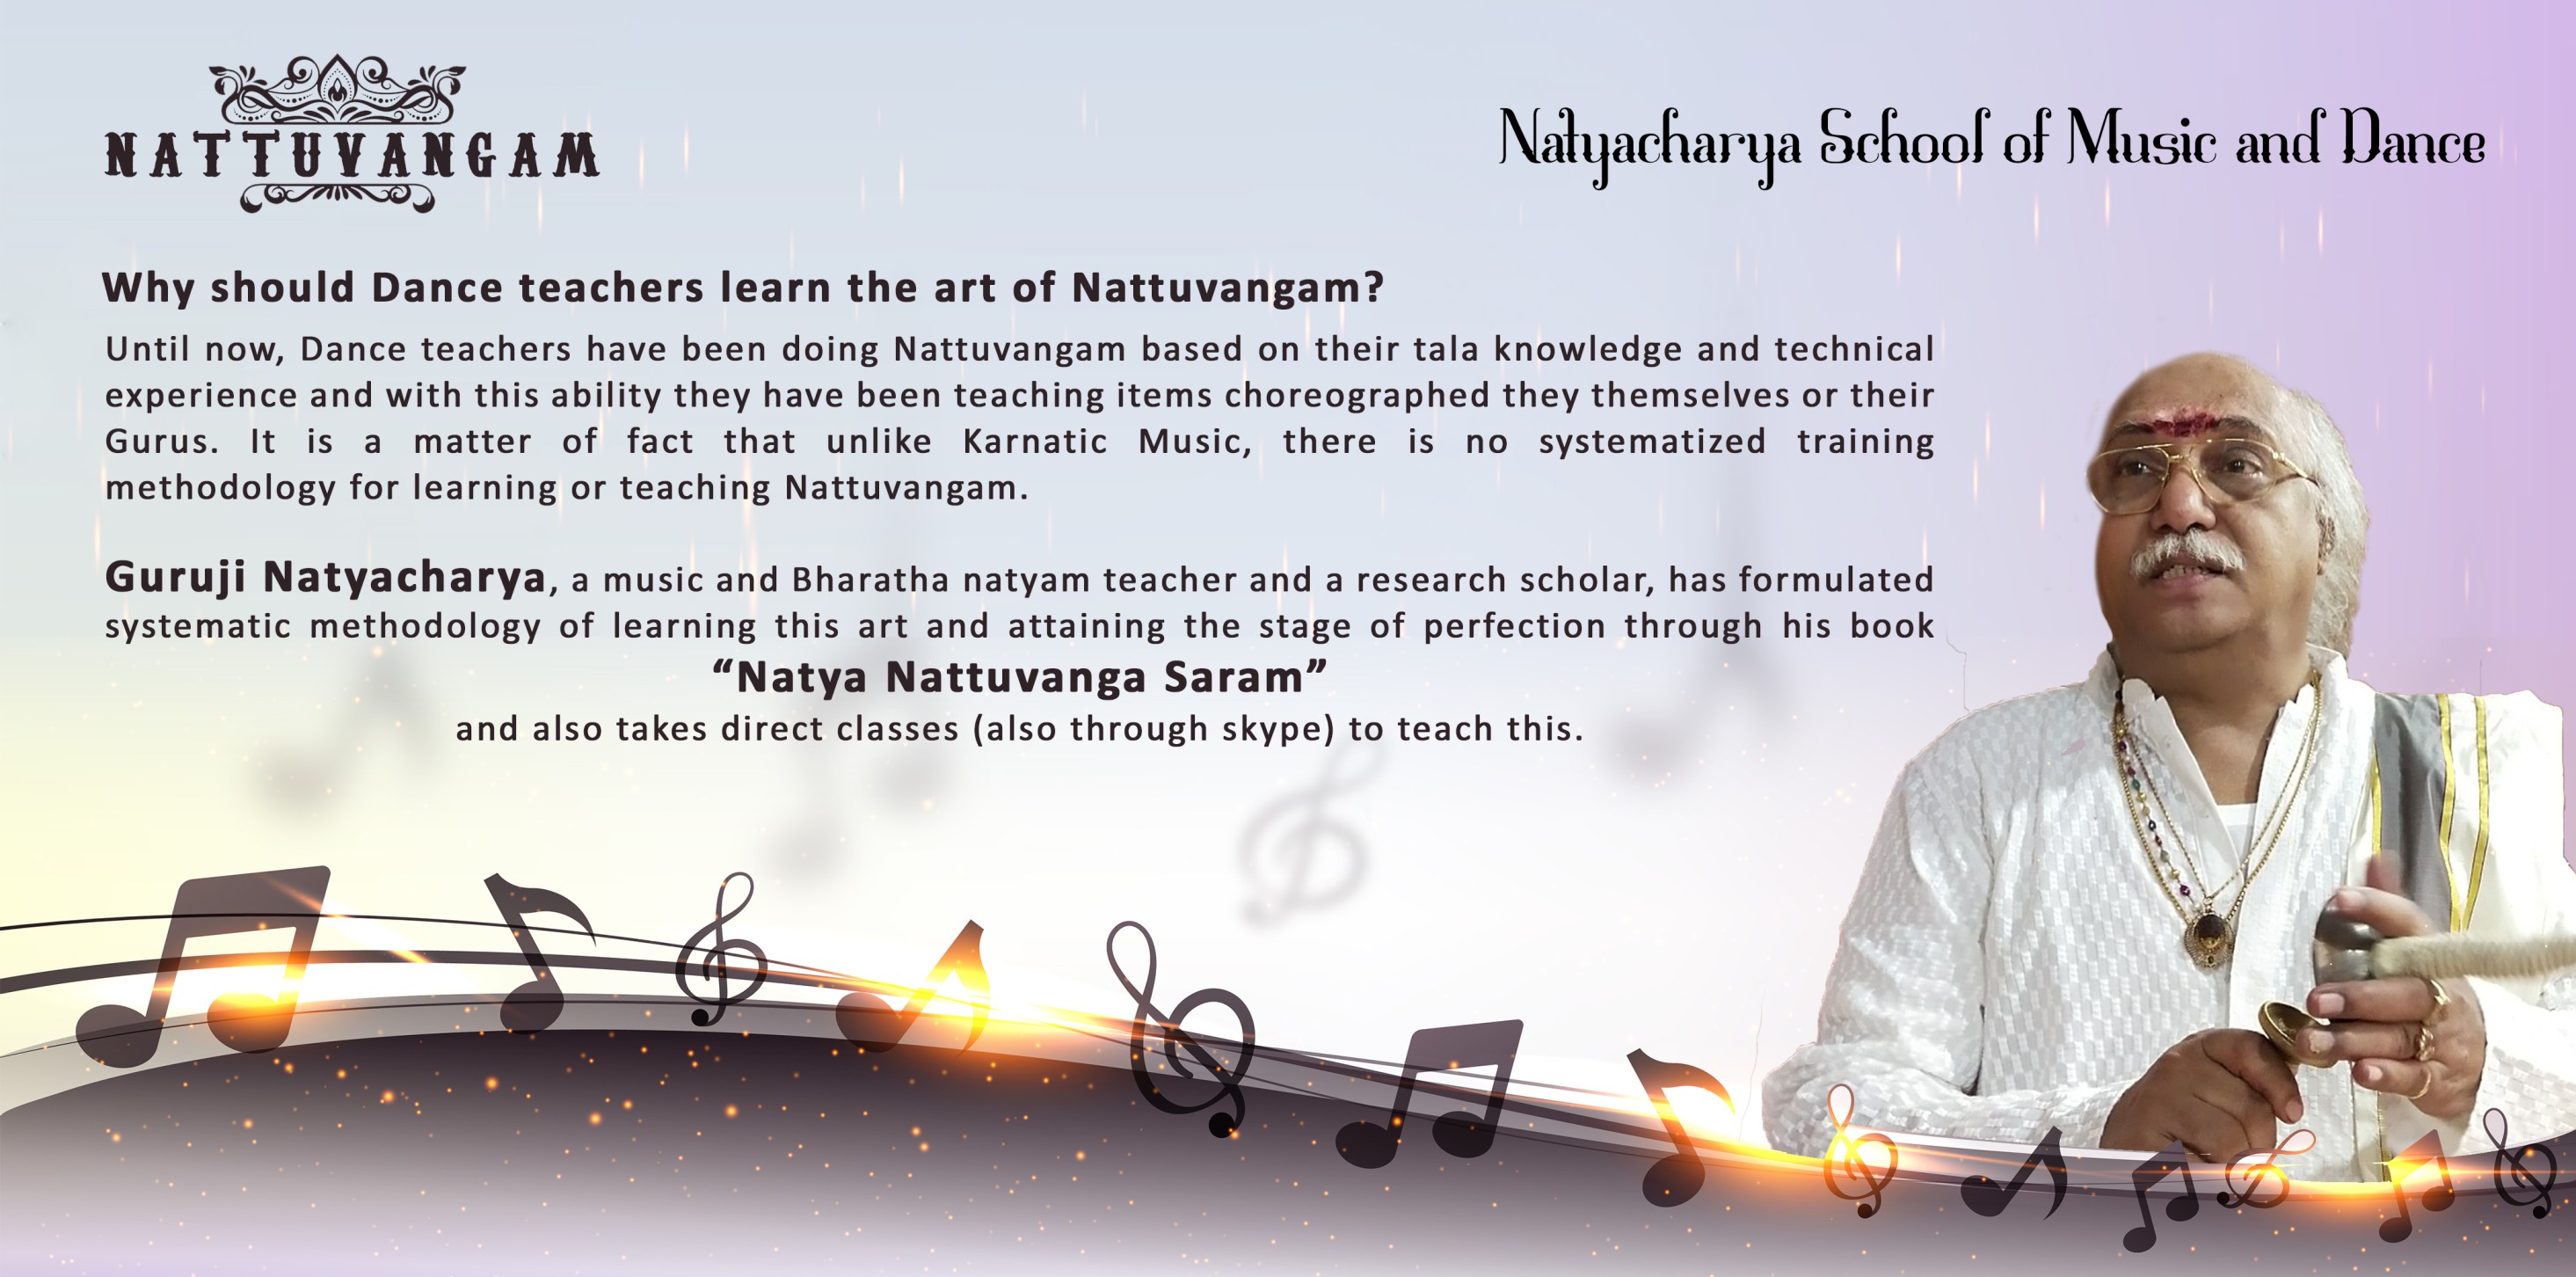 NATTUVANGAM
Natyacharya School of Music and Dance
Why should Dance teachers learn the art of Nattuvangam?
Until now, Dance teachers have been doing Nattuvangam based on their tala knowledge and technical
experience and with this ability they have been teaching items choreographed they themselves or their
Gurus. It is a matter of fact that unlike Karnatic Music, there is no systematized training
methodology for learning or teaching Nattuvangam.
Guruji Natyacharya, a music and Bharatha natyam teacher and a research scholar, has formulated
systematic methodology of learning this art and attaining the stage of perfection through his book
“Natya Nattuvanga Saram”
and also takes direct classes (also through skype) to teach this.